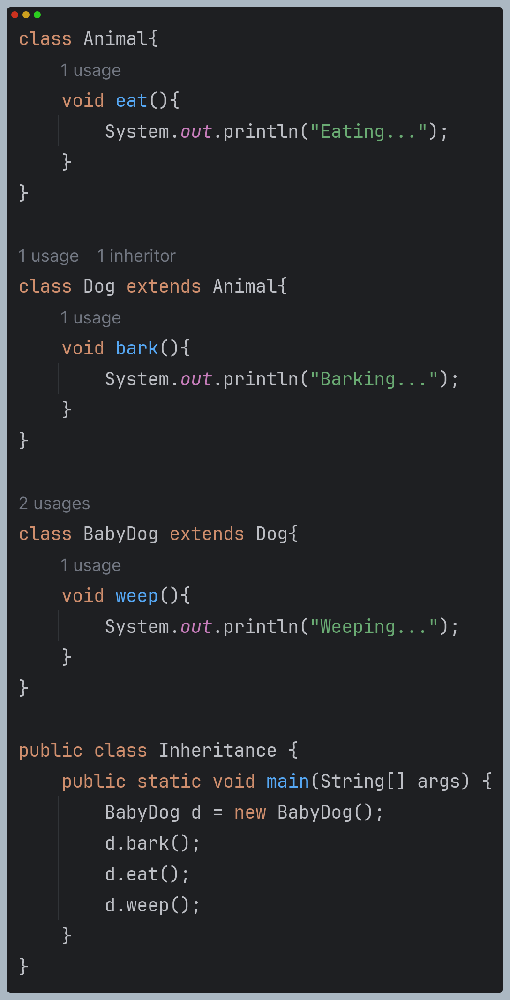 class Animal{
1 usage
void eat(){
System.out.println("Eating...");
}
}
1 usage 1 inheritor
class Dog extends Animal{
1 usage
void bark(){
System.out.println("Barking...");
}
}
2 usages
class BabyDog extends Dog{
1 usage
void weep(){
System.out.println("Weeping...");
}
}
public class Inheritance {
public static void main(String[] args) {
BabyDog d = new BabyDog();
d.bark();
d.eat();
d.weep();
}
}